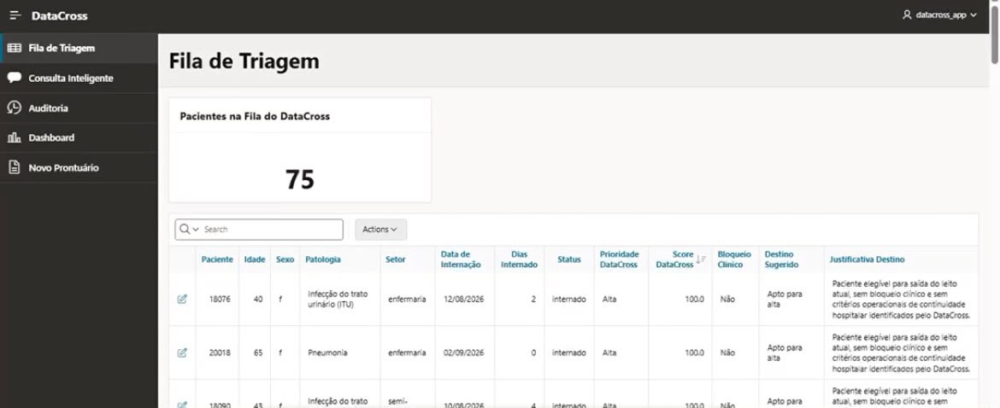 DataCross
datacross_app
Fila de Triagem
Consulta Inteligente
Auditoria
Dashboard
Novo Prontuário
Fila de Triagem
Pacientes na Fila do DataCross
75
Search
Actions
Paciente Idade Sexo Patologia Setor Data de Internação Dias Internado Status Prioridade DataCross Score DataCross Bloqueio Clínico Destino Sugerido Justificativa Destino
18076 40 f Infecção do trato urinário (ITU) enfermaria 12/08/2026 2 internado Alta 100.0 Não Apto para alta Paciente elegível para saída do leito
atual, sem bloqueio clínico e sem
critérios operacionais de continuidade
hospitalar identificados pelo DataCross.
20018 65 f Pneumonia enfermaria 02/09/2026 0 internado Alta 100.0 Não Apto para alta Paciente elegível para saída do leito
atual, sem bloqueio clínico e sem
critérios operacionais de continuidade
hospitalar identificados pelo DataCross.
18090 43 f Infecção do trato semi- 10/08/2026 4 internado Alta 100.0 Não Apto para Paciente elegível para saída do leito
atual, sem bloqueio clínico e sem